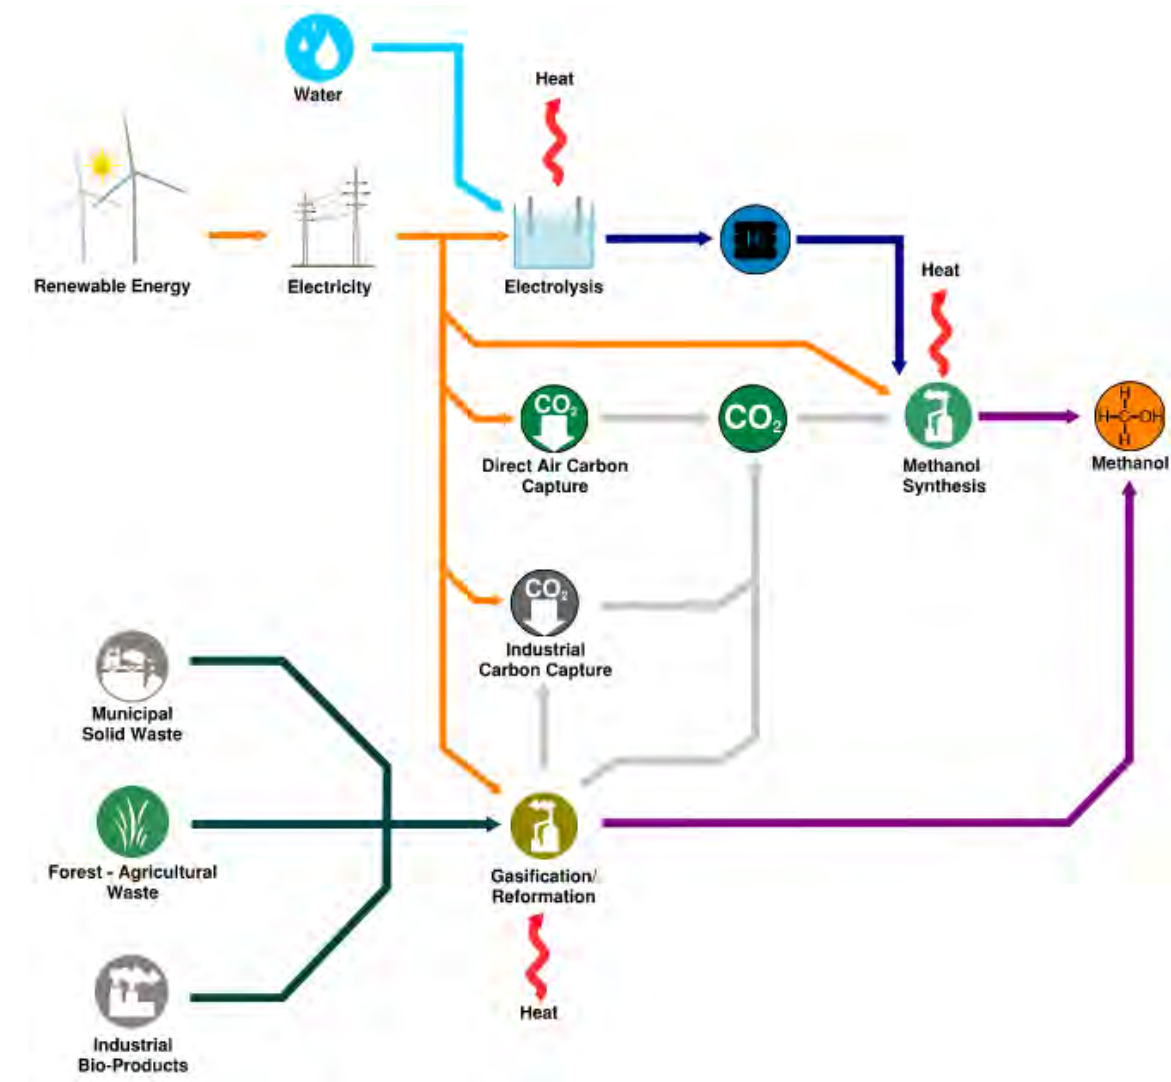 Water
Heat
Renewable Energy
Electricity
Electrolysis
Heat
CO₂
Direct Air Carbon
Capture
CO₂
Methanol
Synthesis
H
H-C-OH
H
Methanol
CO₂
Industrial
Carbon Capture
Municipal
Solid Waste
Forest - Agricultural
Waste
Gasification/
Reformation
Heat
Industrial
Bio-Products